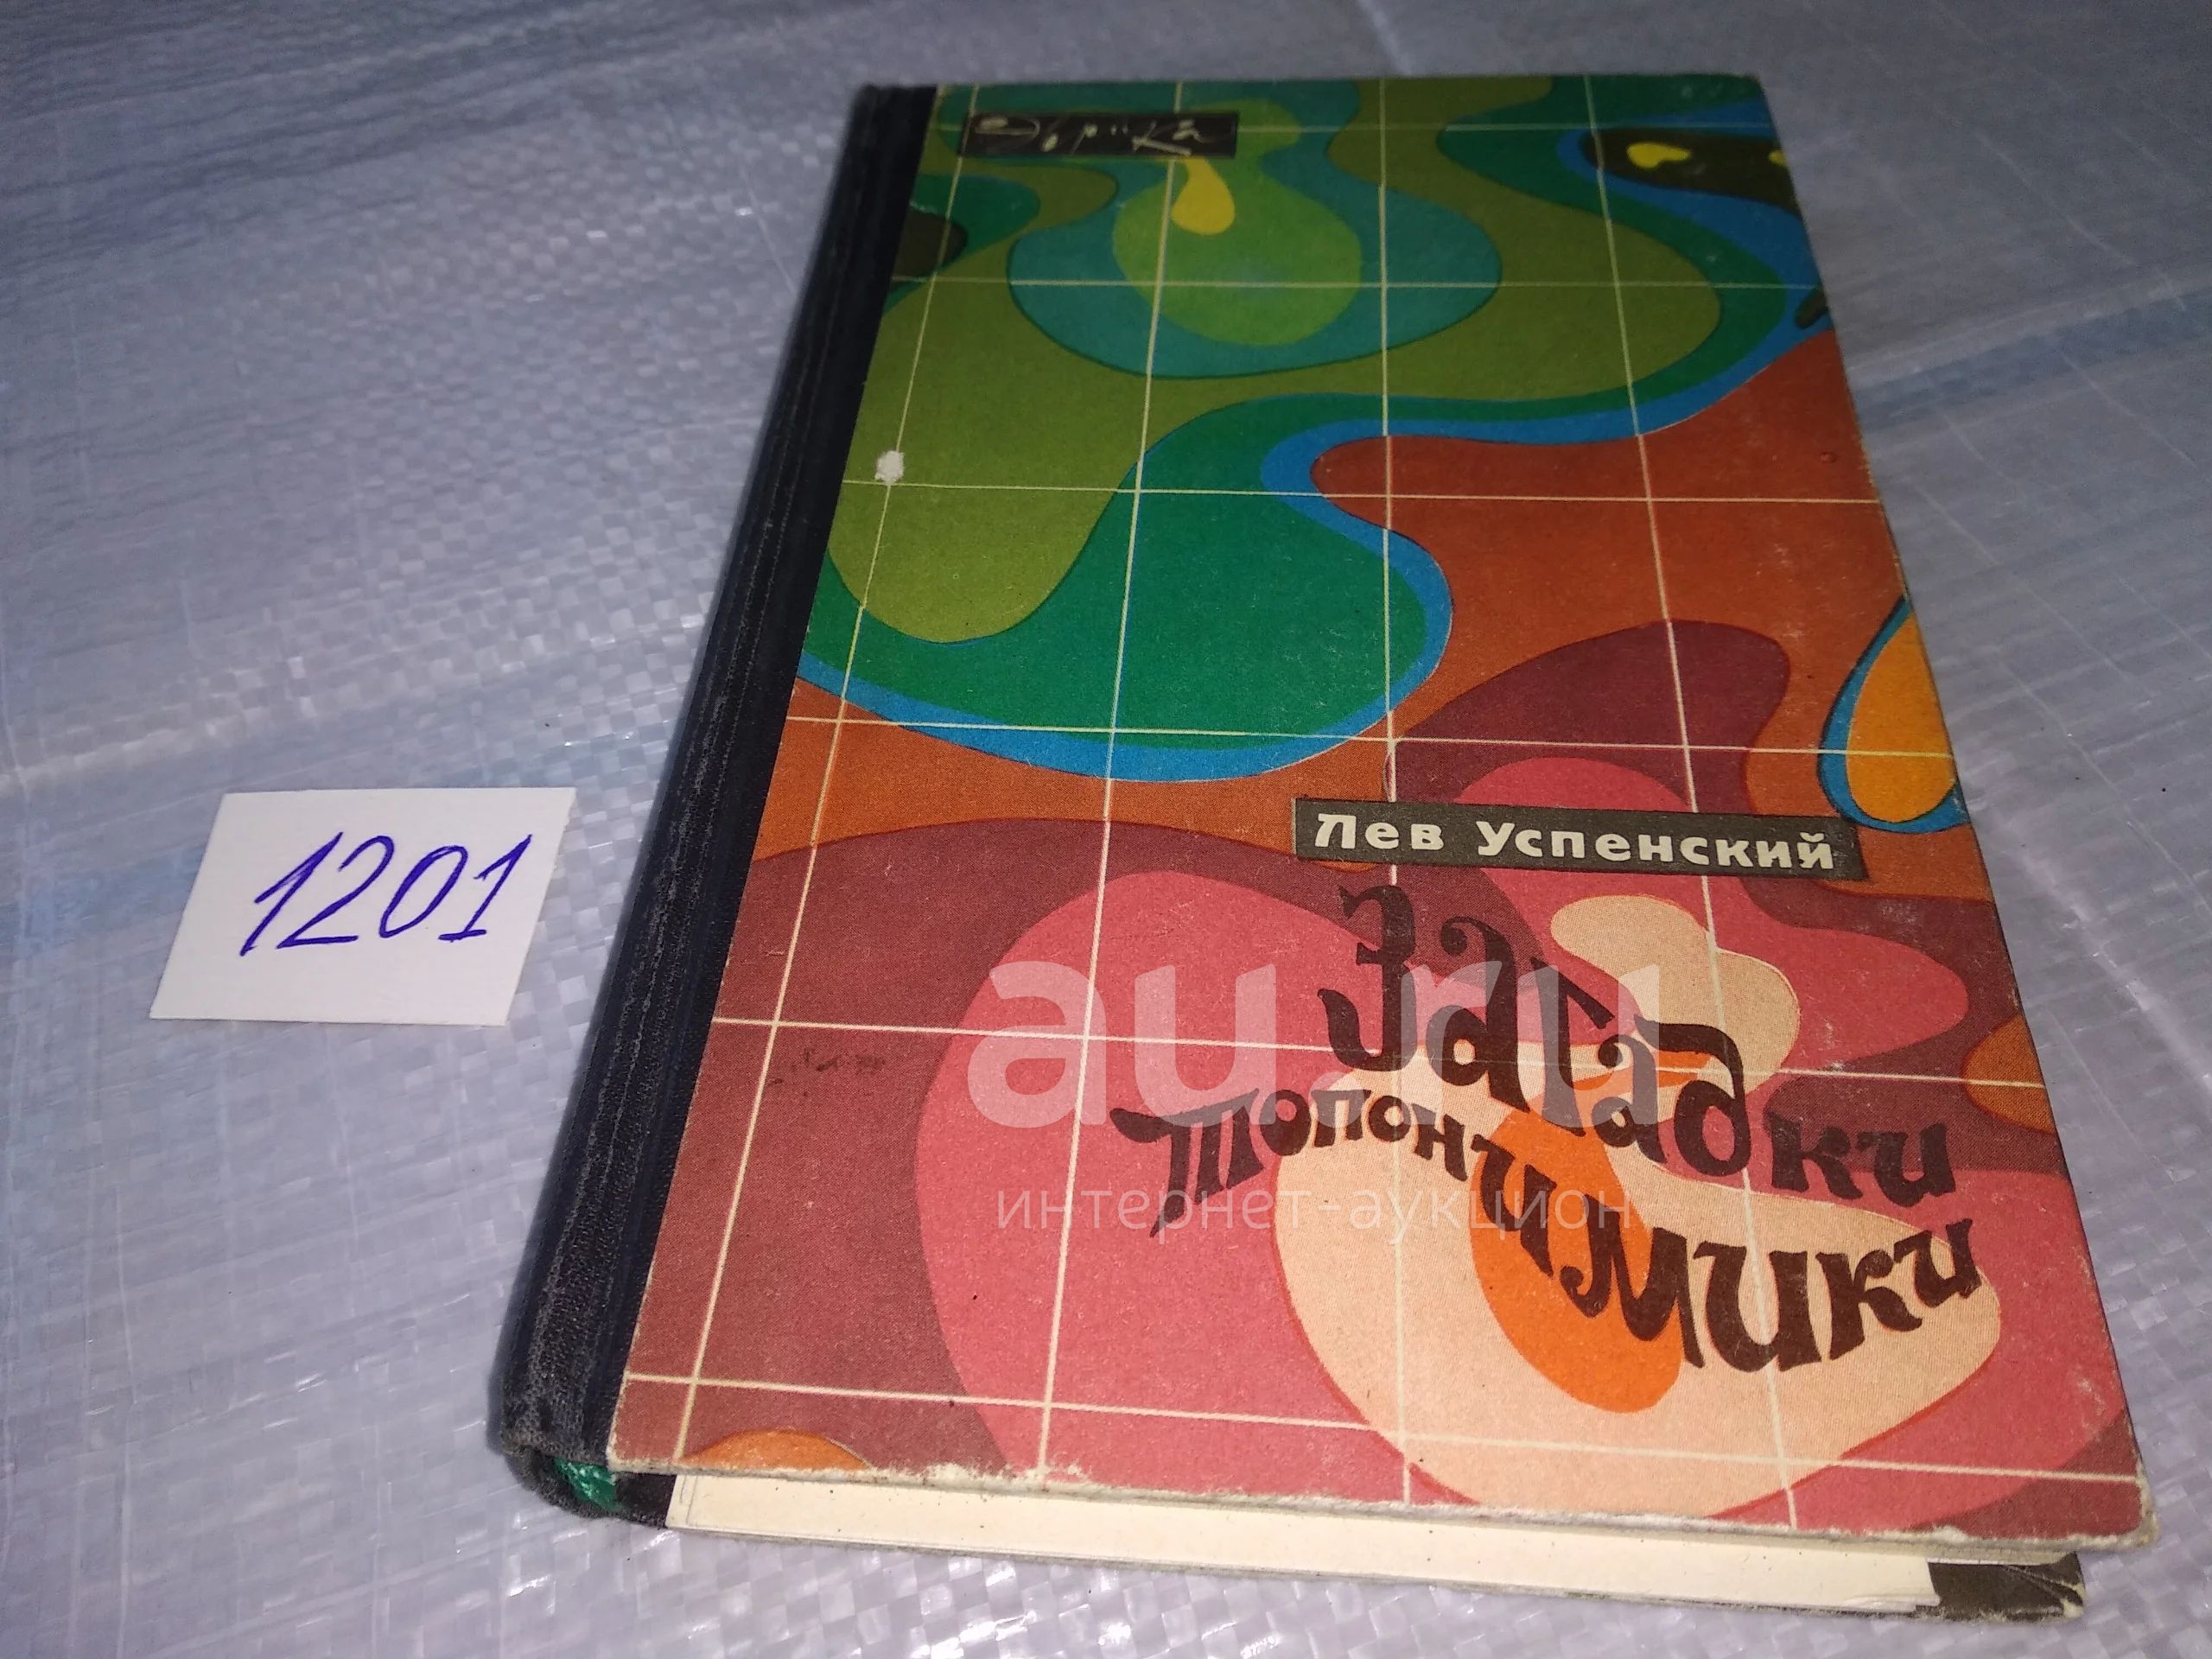 Эврика
1201
Лев Успенский
Загадки
топонимики
au.ru
интернет-аукцион